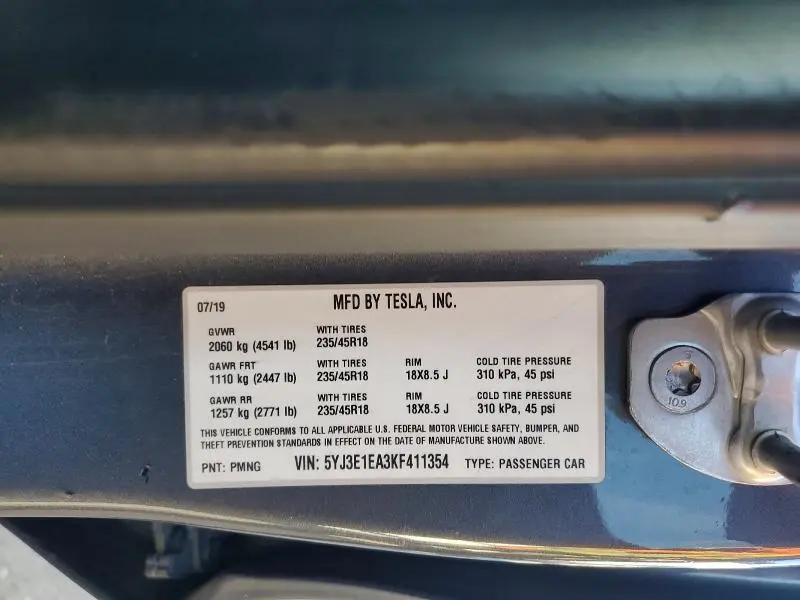 07/19 MFD BY TESLA, INC.
GVWR WITH TIRES
2060 kg (4541 lb) 235/45R18
GAWR FRT WITH TIRES RIM COLD TIRE PRESSURE
1110 kg (2447 lb) 235/45R18 18X8.5 J 310 kPa, 45 psi
GAWR RR WITH TIRES RIM COLD TIRE PRESSURE
1257 kg (2771 lb) 235/45R18 18X8.5 J 310 kPa, 45 psi
THIS VEHICLE CONFORMS TO ALL APPLICABLE U.S. FEDERAL MOTOR VEHICLE SAFETY, BUMPER, AND
THEFT PREVENTION STANDARDS IN EFFECT ON THE DATE OF MANUFACTURE SHOWN ABOVE.
PNT: PMNG VIN: 5YJ3E1EA3KF411354 TYPE: PASSENGER CAR
10.9